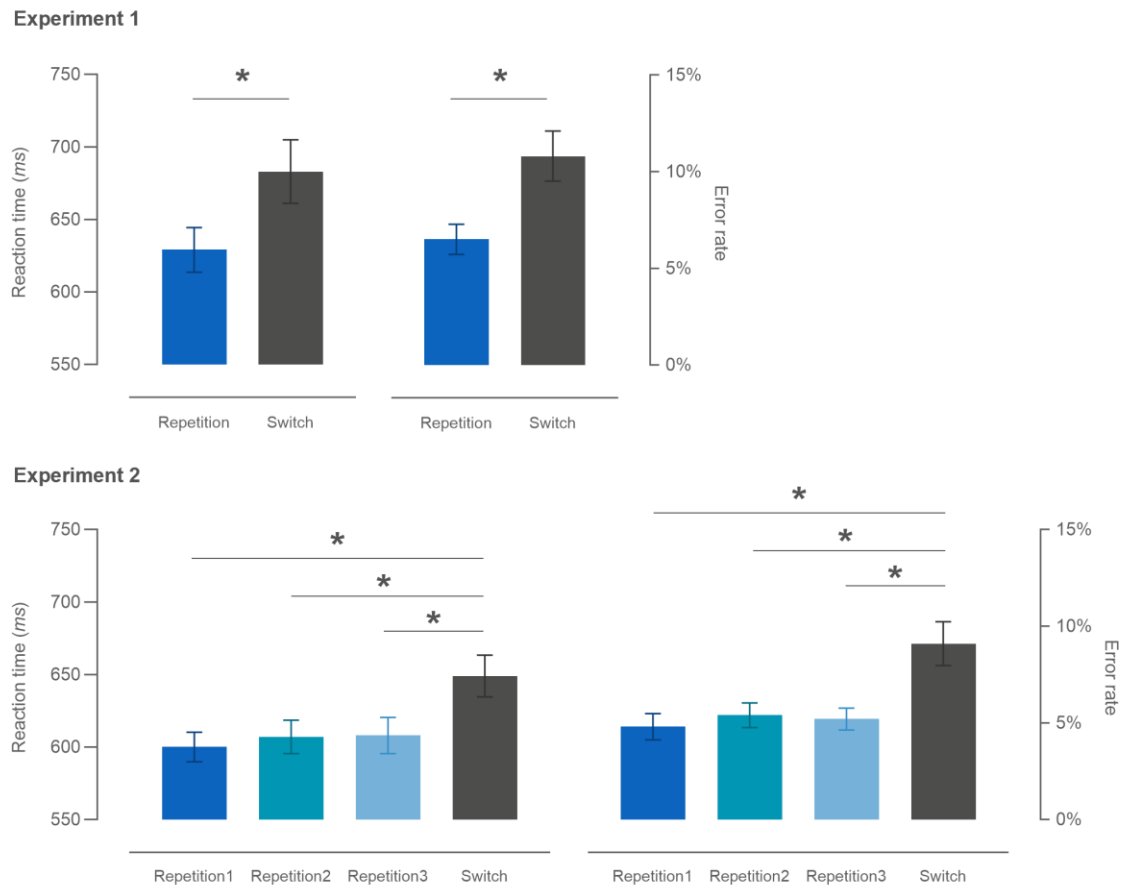 Experiment 1
* *
750 15%
700 10%
650 5%
600
550 0%
Reaction time (ms)
Error rate
Repetition Switch Repetition Switch
Experiment 2
* *
* *
* *
750 15%
700 10%
650
600 5%
550 0%
Reaction time (ms)
Error rate
Repetition1 Repetition2 Repetition3 Switch Repetition1 Repetition2 Repetition3 Switch